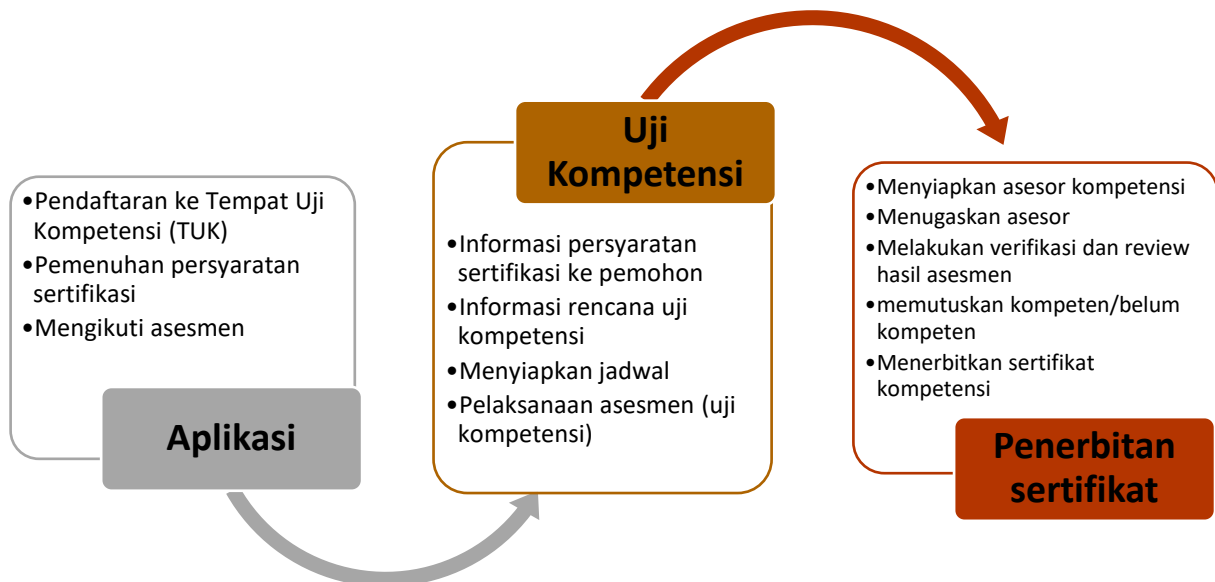 •Pendaftaran ke Tempat Uji
Kompetensi (TUK)
•Pemenuhan persyaratan
sertifikasi
•Mengikuti asesmen
Aplikasi
Uji
Kompetensi
•Informasi persyaratan
sertifikasi ke pemohon
•Informasi rencana uji
kompetensi
•Menyiapkan jadwal
•Pelaksanaan asesmen (uji
kompetensi)
•Menyiapkan asesor kompetensi
•Menugaskan asesor
•Melakukan verifikasi dan review
hasil asesmen
•memutuskan kompeten/belum
kompeten
•Menerbitkan sertifikat
kompetensi
Penerbitan
sertifikat